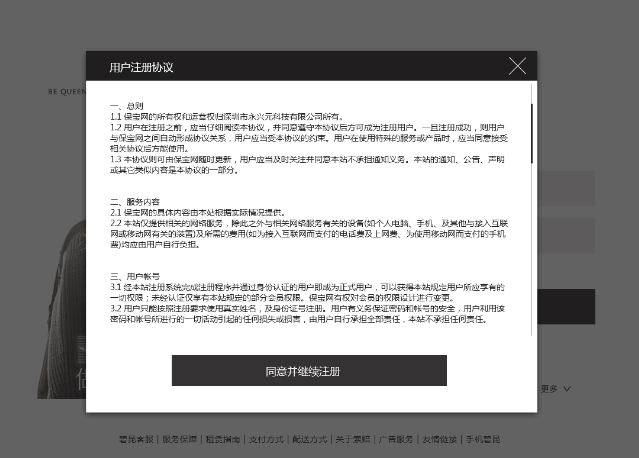 用户注册协议
BE QUEEN
一、总则
1.1 保宝网的所有权和运营权归深圳市永兴元科技有限公司所有。
1.2 用户在注册之前，应当仔细阅读本协议，并同意遵守本协议后方可成为注册用户。一旦注册成功，则用户
与保宝网之间自动形成协议关系，用户应当受本协议的约束。用户在使用特殊的服务或产品时，应当同意接受
相关协议后方能使用。
1.3 本协议则可由保宝网随时更新，用户应当及时关注并同意本站不承担通知义务。本站的通知、公告、声明
或其它类似内容是本协议的一部分。
二、服务内容
2.1 保宝网的具体内容由本站根据实际情况提供。
2.2 本站仅提供相关的网络服务，除此之外与相关网络服务有关的设备(如个人电脑、手机、及其他与接入互联
网或移动网有关的装置)及所需的费用(如为接入互联网而支付的电话费及上网费、为使用移动网而支付的手机
费)均应由用户自行负担。
三、用户帐号
3.1 经本站注册系统完成注册程序并通过身份认证的用户即成为正式用户，可以获得本站规定用户所应享有的
一切权限；未经认证仅享有本站规定的部分会员权限。保宝网有权对会员的权限设计进行变更。
3.2 用户只能按照注册要求使用真实姓名，及身份证号注册。用户有义务保证密码和帐号的安全，用户利用该
密码和帐号所进行的一切活动引起的任何损失或损害，由用户自行承担全部责任，本站不承担任何责任。
同意并继续注册
更多
碧昆客服 | 服务保障 | 租赁指南 | 支付方式 | 配送方式 | 关于索赔 | 广告服务 | 友情链接 | 手机碧昆